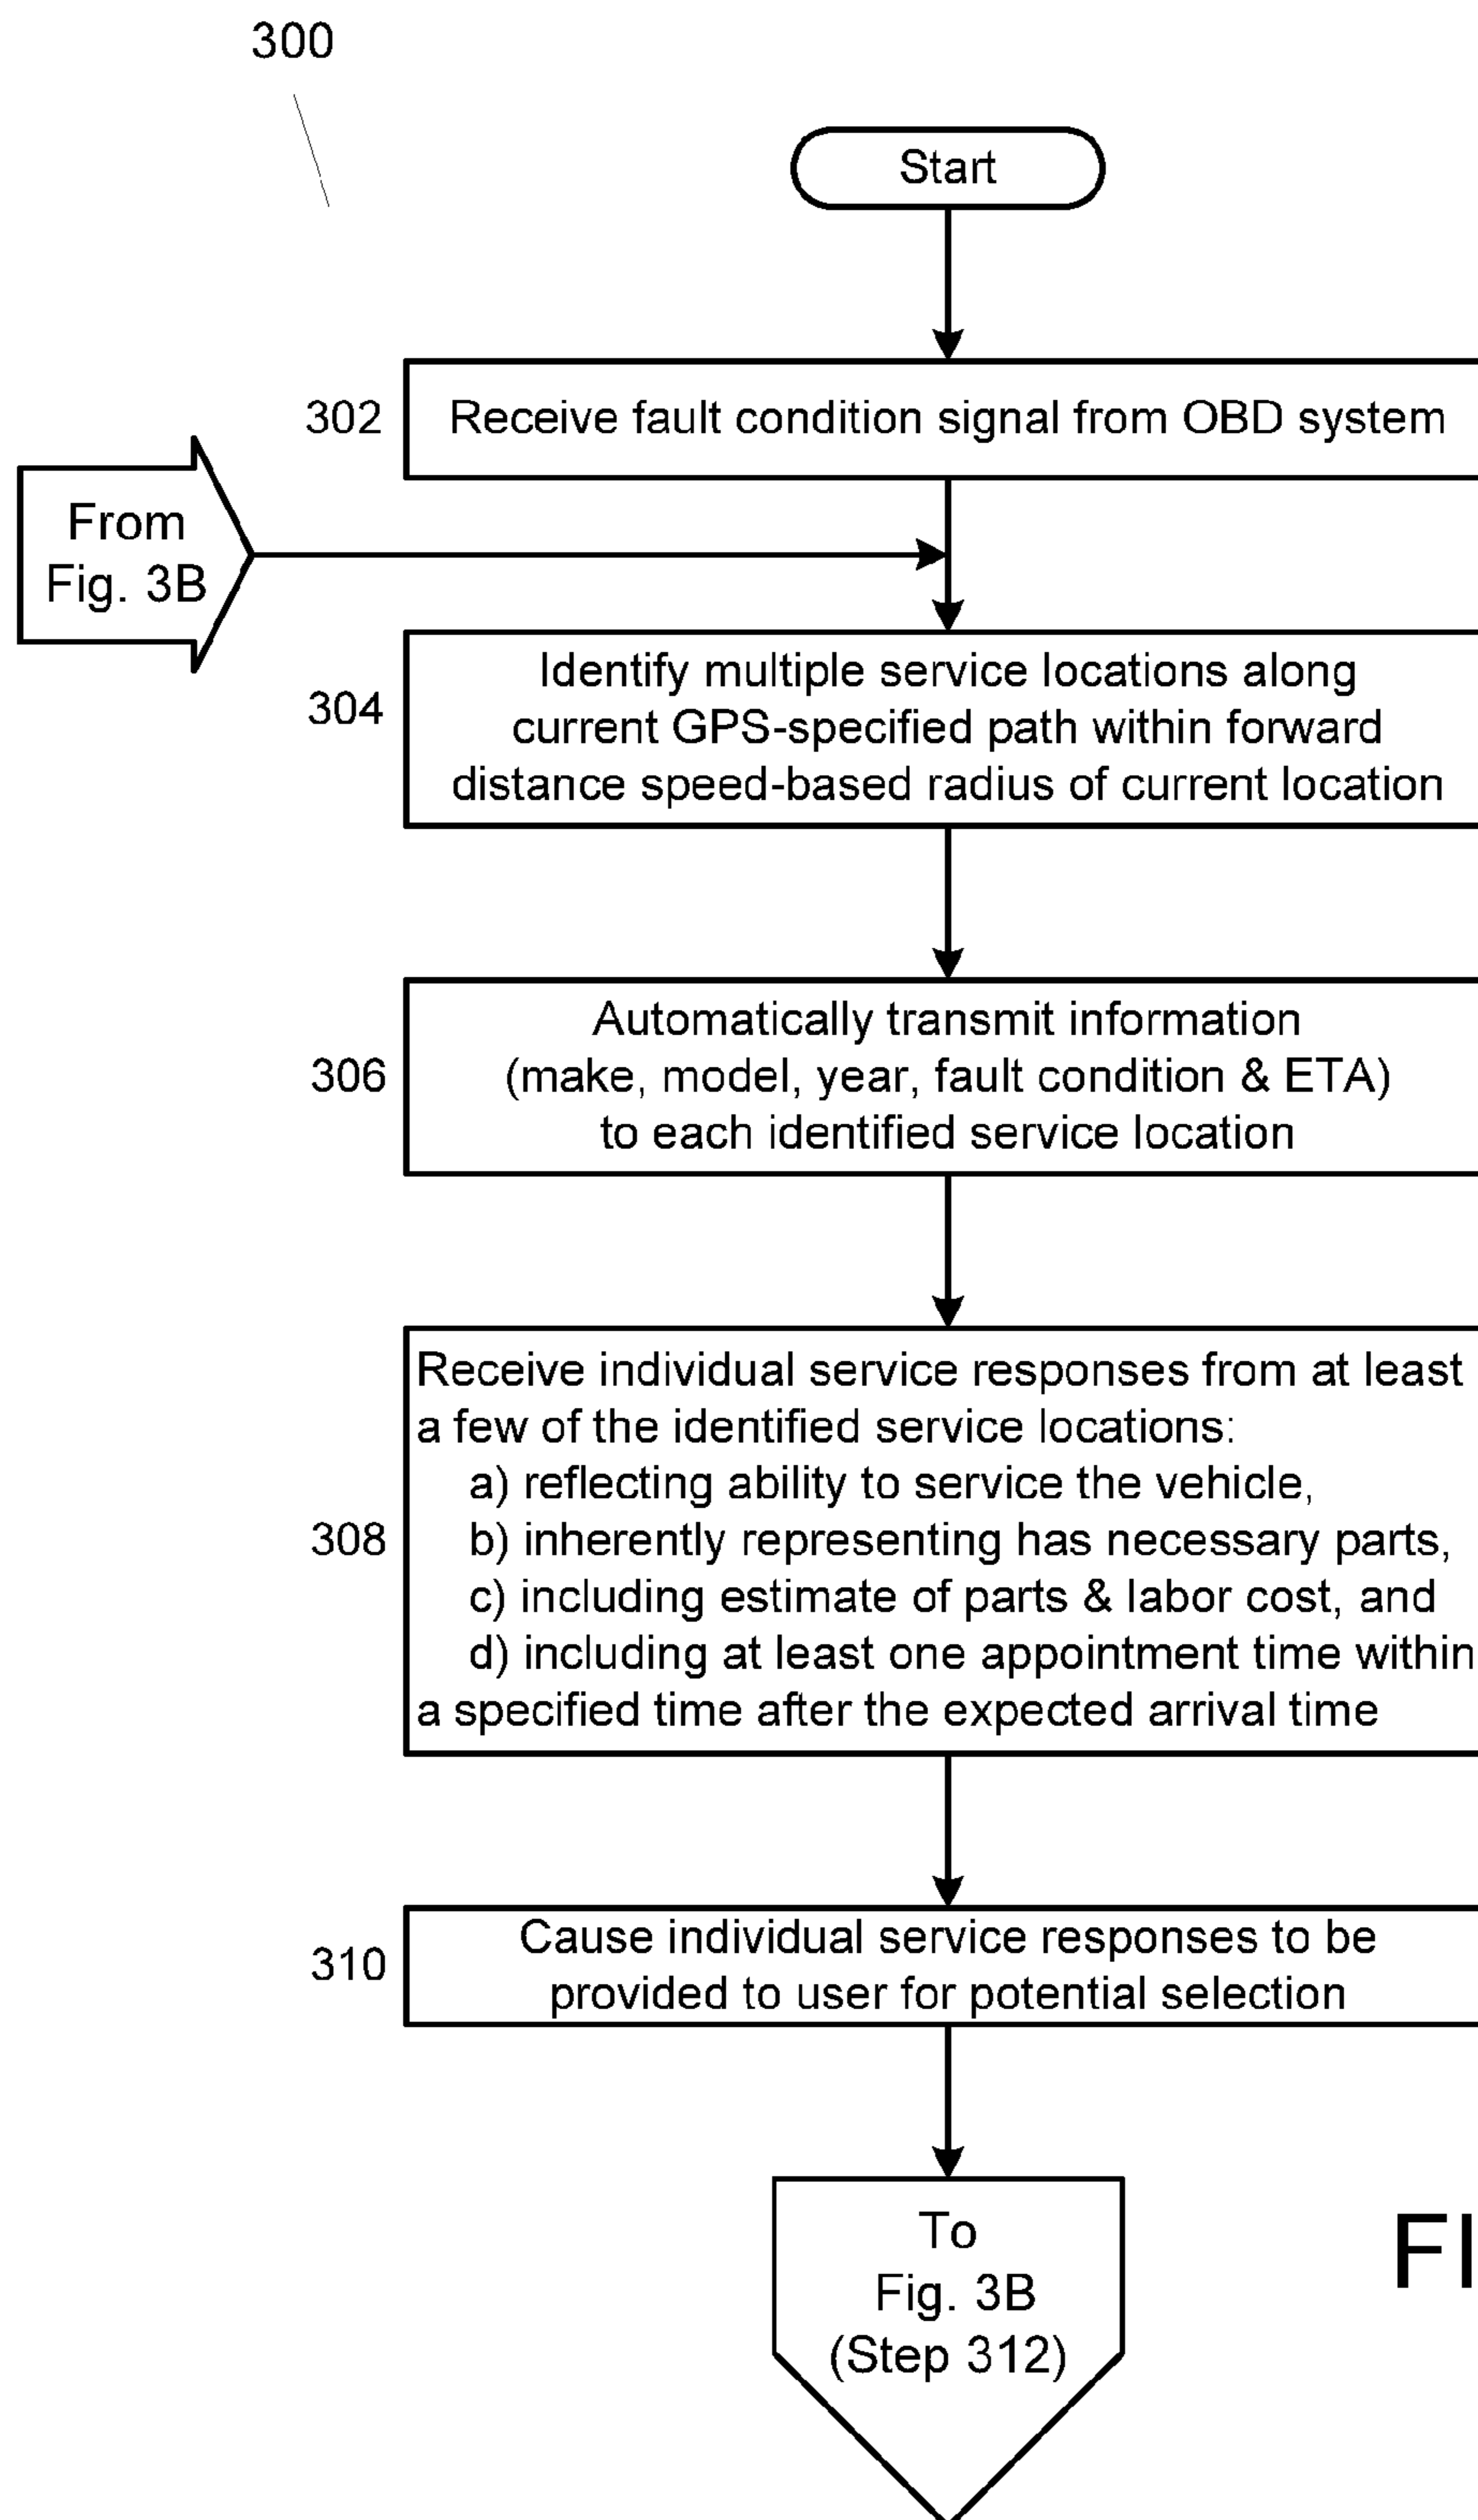 300
Start
302
Receive fault condition signal from OBD system
From
Fig. 3B
304
Identify multiple service locations along
current GPS-specified path within forward
distance speed-based radius of current location
306
Automatically transmit information
(make, model, year, fault condition & ETA)
to each identified service location
308
Receive individual service responses from at least
a few of the identified service locations:
a) reflecting ability to service the vehicle,
b) inherently representing has necessary parts,
c) including estimate of parts & labor cost, and
d) including at least one appointment time within
a specified time after the expected arrival time
310
Cause individual service responses to be
provided to user for potential selection
To
Fig. 3B
(Step 312)
FI